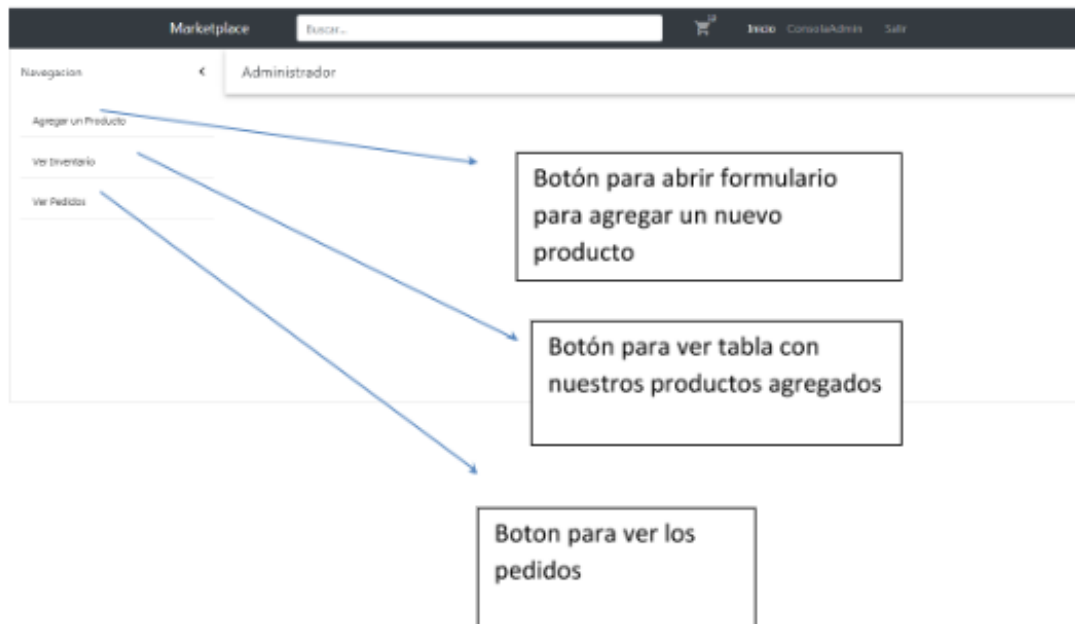 Marketplace
Buscar...
Inicio ConsolaAdmin Salir
Navegacion
Administrador
Agregar un Producto
Ver Inventario
Ver Pedidos
Botón para abrir formulario
para agregar un nuevo
producto
Botón para ver tabla con
nuestros productos agregados
Boton para ver los
pedidos